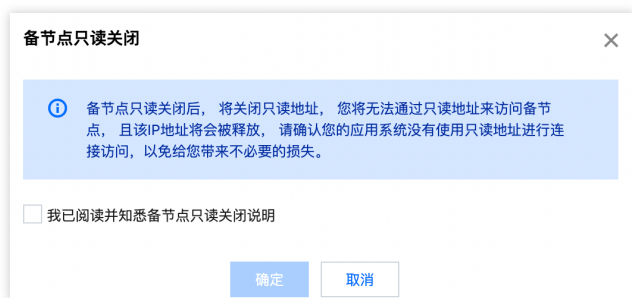 备节点只读关闭
备节点只读关闭后， 将关闭只读地址， 您将无法通过只读地址来访问备节
点， 且该IP地址将会被释放， 请确认您的应用系统没有使用只读地址进行连
接访问，以免给您带来不必要的损失。
我已阅读并知悉备节点只读关闭说明
确定 取消